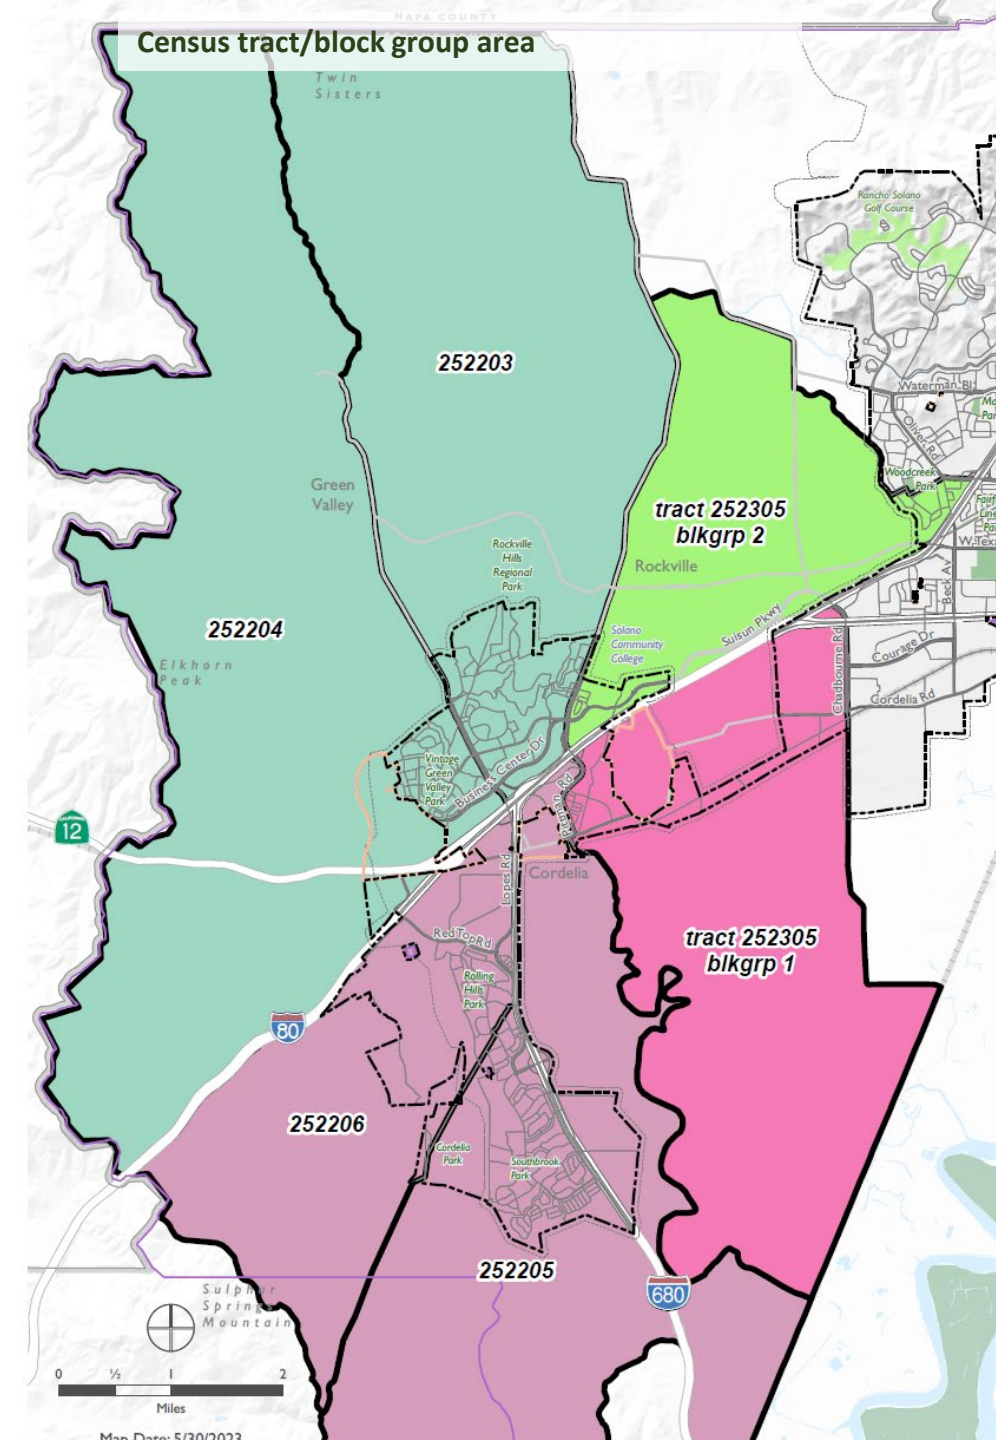 NAPA COUNTY
Census tract/block group area
Twin
Sisters
Rancho Solano
Golf Course
252203
Waterman Bl
Oliver Rd
Woodcreek
Park
Green
Valley
tract 252305
blkgrp 2
Rockville
Hills
Regional
Park
Rockville
W Tex
Beck Av
252204
Solano
Community
College
Suisun Pkwy
Elkhorn
Peak
Chadbourne Rd
Courage Dr
Cordelia Rd
Vintage
Green
Valley
Park
Business Center Dr
Pittman Rd
CALIFORNIA
12
Lopes Rd
Cordelia
Red Top Rd
tract 252305
blkgrp 1
Rolling
Hills
Park
80
252206
Cordelia
Park
Southbrook
Park
252205
680
Sulphur
Springs
Mountain
0 ½ 1 2
Miles
Map Date: 5/30/2023